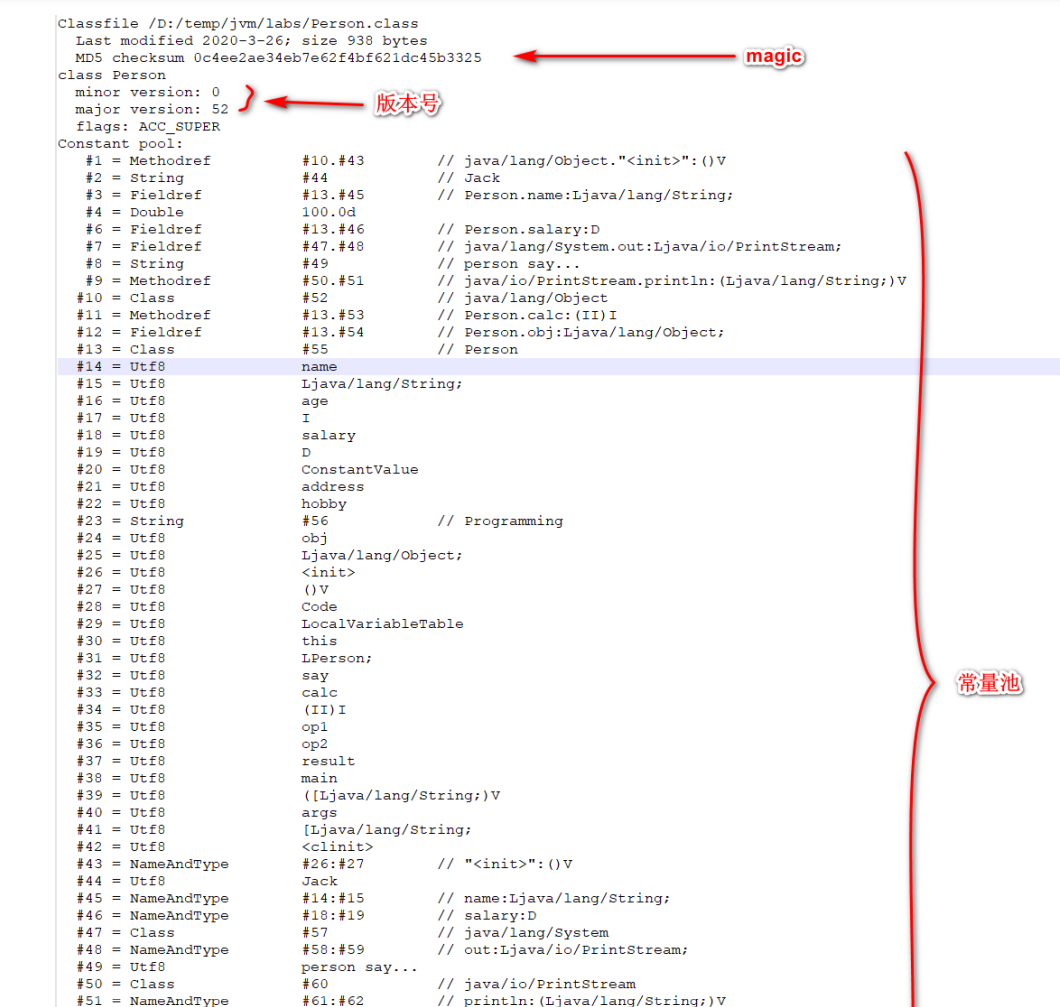 Classfile /D:/temp/jvm/labs/Person.class
Last modified 2020-3-26; size 938 bytes
MD5 checksum 0c4ee2ae34eb7e62f4bf621dc45b3325
magic
class Person
minor version: 0
major version: 52
版本号
flags: ACC_SUPER
Constant pool:
#1 = Methodref #10.#43 // java/lang/Object."<init>":()V
#2 = String #44 // Jack
#3 = Fieldref #13.#45 // Person.name:Ljava/lang/String;
#4 = Double 100.0d
#6 = Fieldref #13.#46 // Person.salary:D
#7 = Fieldref #47.#48 // java/lang/System.out:Ljava/io/PrintStream;
#8 = String #49 // person say...
#9 = Methodref #50.#51 // java/io/PrintStream.println:(Ljava/lang/String;)V
#10 = Class #52 // java/lang/Object
#11 = Methodref #13.#53 // Person.calc:(II)I
#12 = Fieldref #13.#54 // Person.obj:Ljava/lang/Object;
#13 = Class #55 // Person
#14 = Utf8 name
#15 = Utf8 Ljava/lang/String;
#16 = Utf8 age
#17 = Utf8 I
#18 = Utf8 salary
#19 = Utf8 D
#20 = Utf8 ConstantValue
#21 = Utf8 address
#22 = Utf8 hobby
#23 = String #56 // Programming
#24 = Utf8 obj
#25 = Utf8 Ljava/lang/Object;
#26 = Utf8 <init>
#27 = Utf8 ()V
#28 = Utf8 Code
#29 = Utf8 LocalVariableTable
#30 = Utf8 this
#31 = Utf8 LPerson;
#32 = Utf8 say
#33 = Utf8 calc
常量池
#34 = Utf8 (II)I
#35 = Utf8 op1
#36 = Utf8 op2
#37 = Utf8 result
#38 = Utf8 main
#39 = Utf8 ([Ljava/lang/String;)V
#40 = Utf8 args
#41 = Utf8 [Ljava/lang/String;
#42 = Utf8 <clinit>
#43 = NameAndType #26:#27 // "<init>":()V
#44 = Utf8 Jack
#45 = NameAndType #14:#15 // name:Ljava/lang/String;
#46 = NameAndType #18:#19 // salary:D
#47 = Class #57 // java/lang/System
#48 = NameAndType #58:#59 // out:Ljava/io/PrintStream;
#49 = Utf8 person say...
#50 = Class #60 // java/io/PrintStream
#51 = NameAndType #61:#62 // println:(Ljava/lang/String;)V